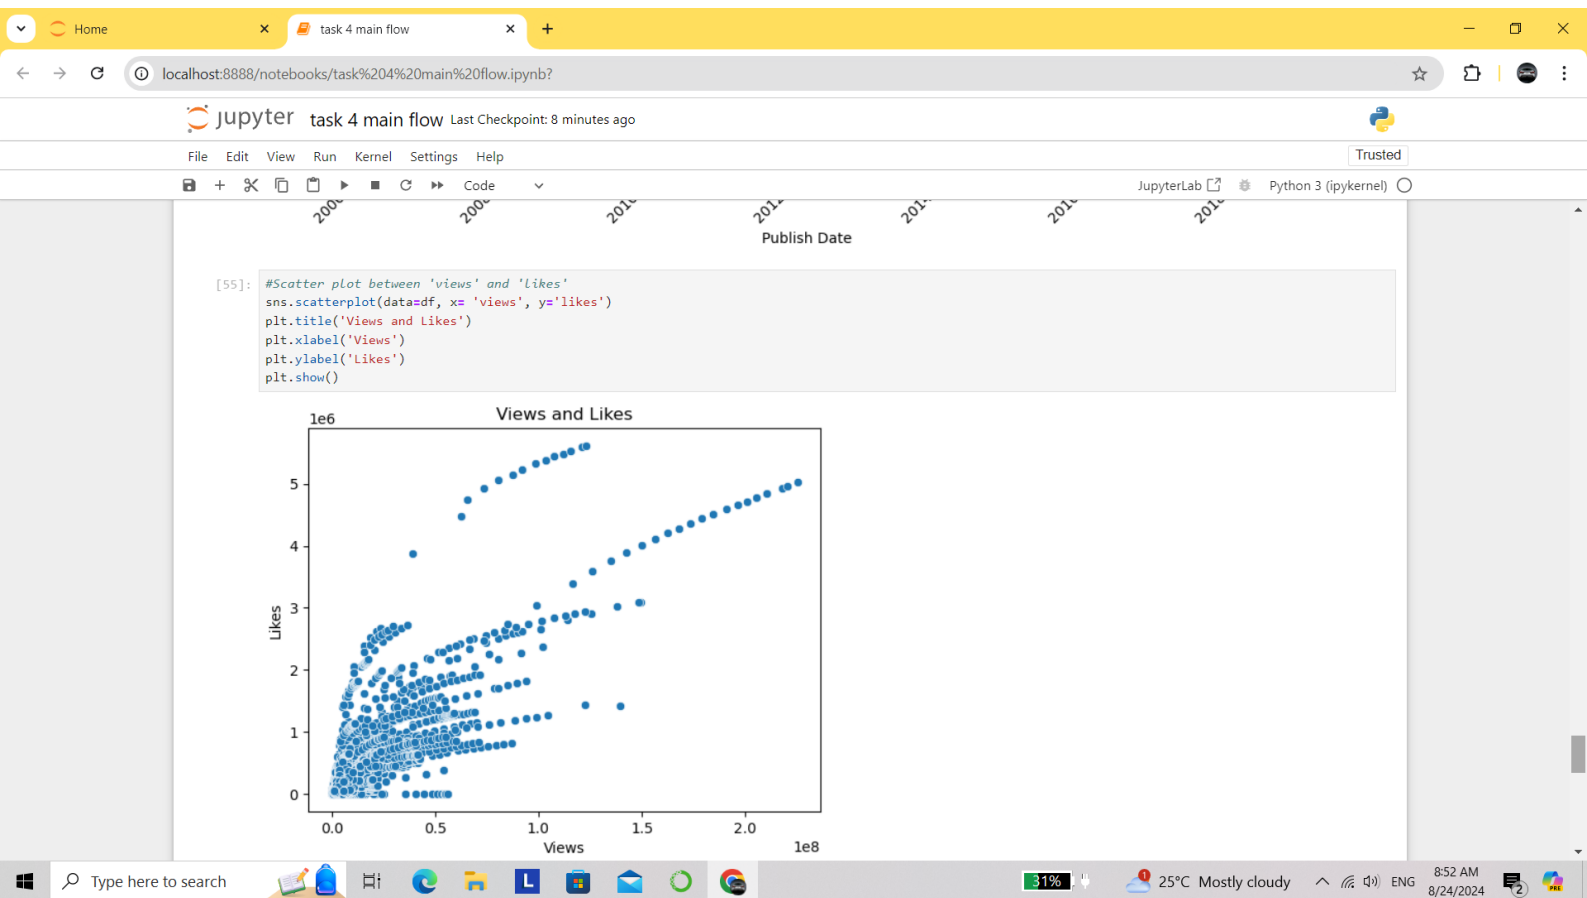 Home
task 4 main flow
localhost:8888/notebooks/task%204%20main%20flow.ipynb?
jupyter task 4 main flow Last Checkpoint: 8 minutes ago
File Edit View Run Kernel Settings Help
Trusted
Code
JupyterLab
Python 3 (ipykernel)
Publish Date
[55]:
#Scatter plot between 'views' and 'likes'
sns.scatterplot(data=df, x= 'views', y='likes')
plt.title('Views and Likes')
plt.xlabel('Views')
plt.ylabel('Likes')
plt.show()
Views and Likes
1e6
5
4
3
2
1
0
Likes
0.0 0.5 1.0 1.5 2.0
Views
1e8
Type here to search
L
31%
1
25°C Mostly cloudy
ENG
8:52 AM
8/24/2024
2
PRE